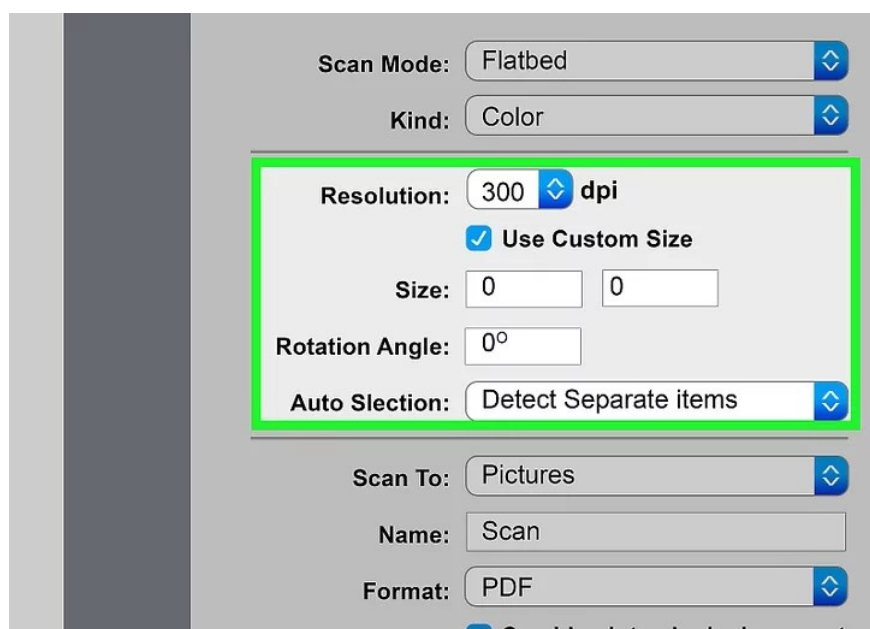 Scan Mode: Flatbed
Kind: Color
Resolution: 300 dpi
Use Custom Size
Size: 0 0
Rotation Angle: 0°
Auto Slection: Detect Separate items
Scan To: Pictures
Name: Scan
Format: PDF